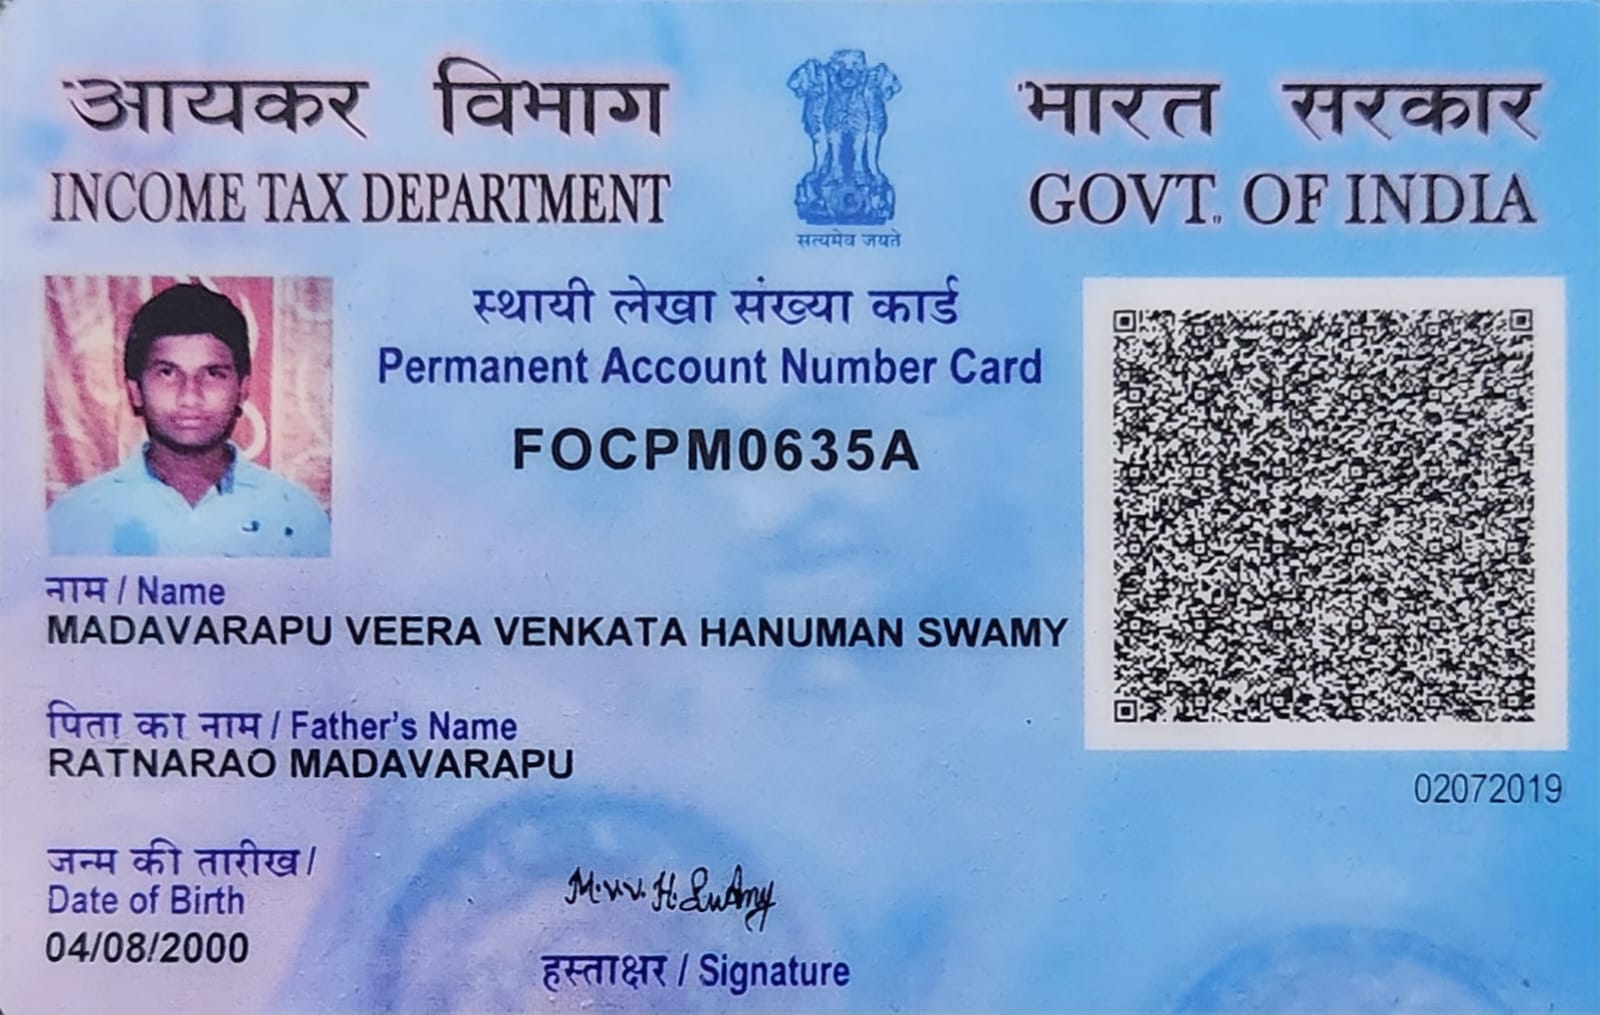 आयकर विभाग
INCOME TAX DEPARTMENT
सत्यमेव जयते
भारत सरकार
GOVT. OF INDIA
स्थायी लेखा संख्या कार्ड
Permanent Account Number Card
FOCPM0635A
नाम / Name
MADAVARAPU VEERA VENKATA HANUMAN SWAMY
पिता का नाम / Father's Name
RATNARAO MADAVARAPU
02072019
जन्म की तारीख /
Date of Birth
04/08/2000
M.V.V.H.SwAmy
हस्ताक्षर / Signature